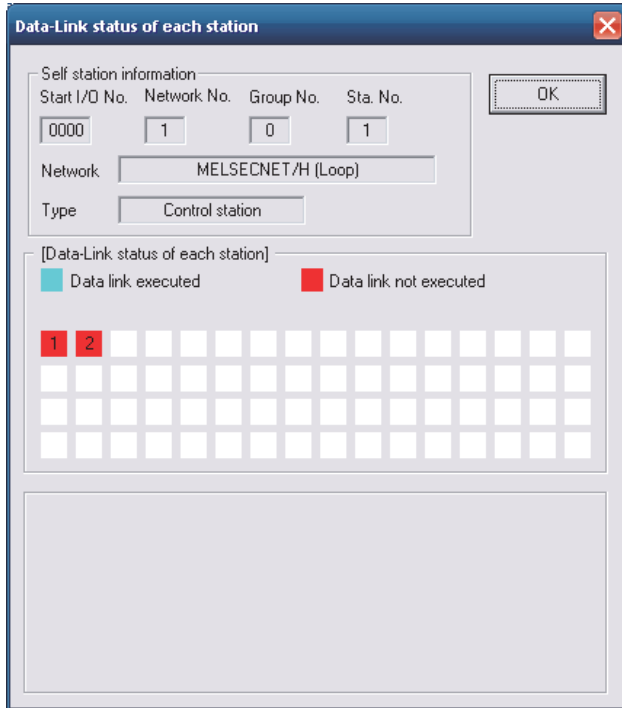 Data-Link status of each station
Self station information
Start I/O No. Network No. Group No. Sta. No.
OK
0000 1 0 1
Network MELSECNET/H (Loop)
Type Control station
[Data-Link status of each station]
Data link executed Data link not executed
1 2